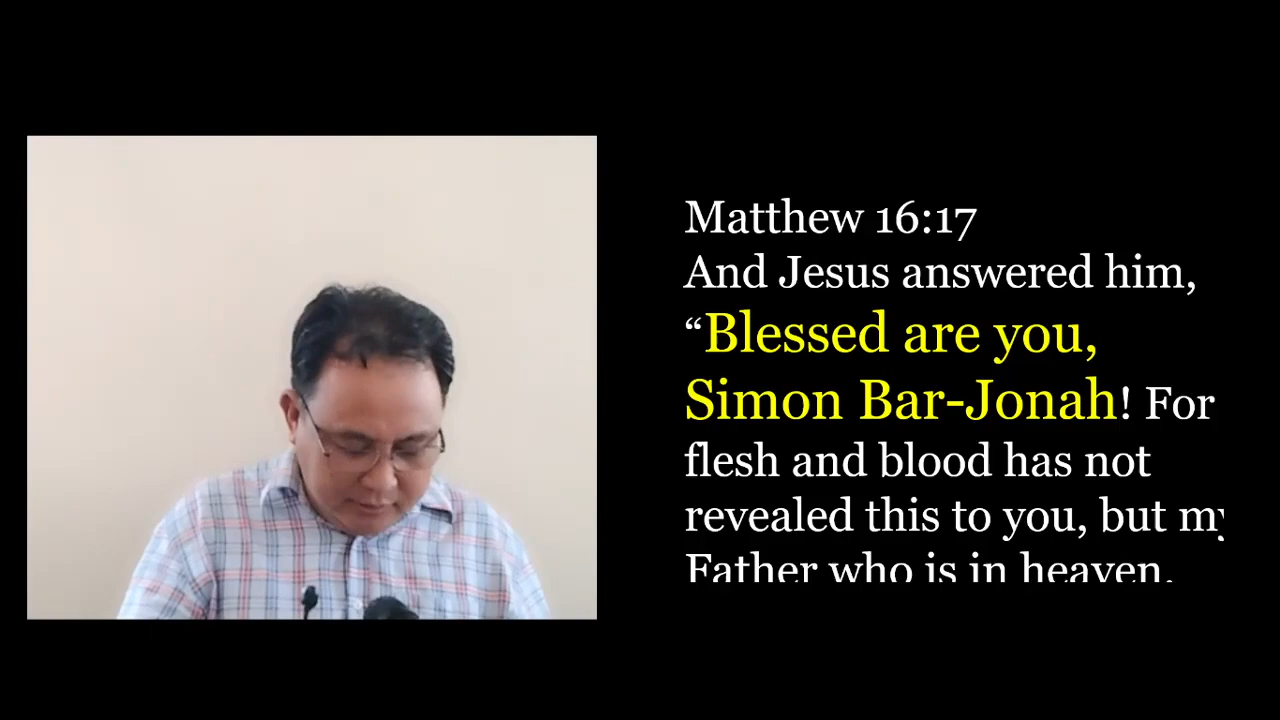 Matthew 16:17
And Jesus answered him,
“Blessed are you,
Simon Bar-Jonah! For
flesh and blood has not
revealed this to you, but my
Father who is in heaven.